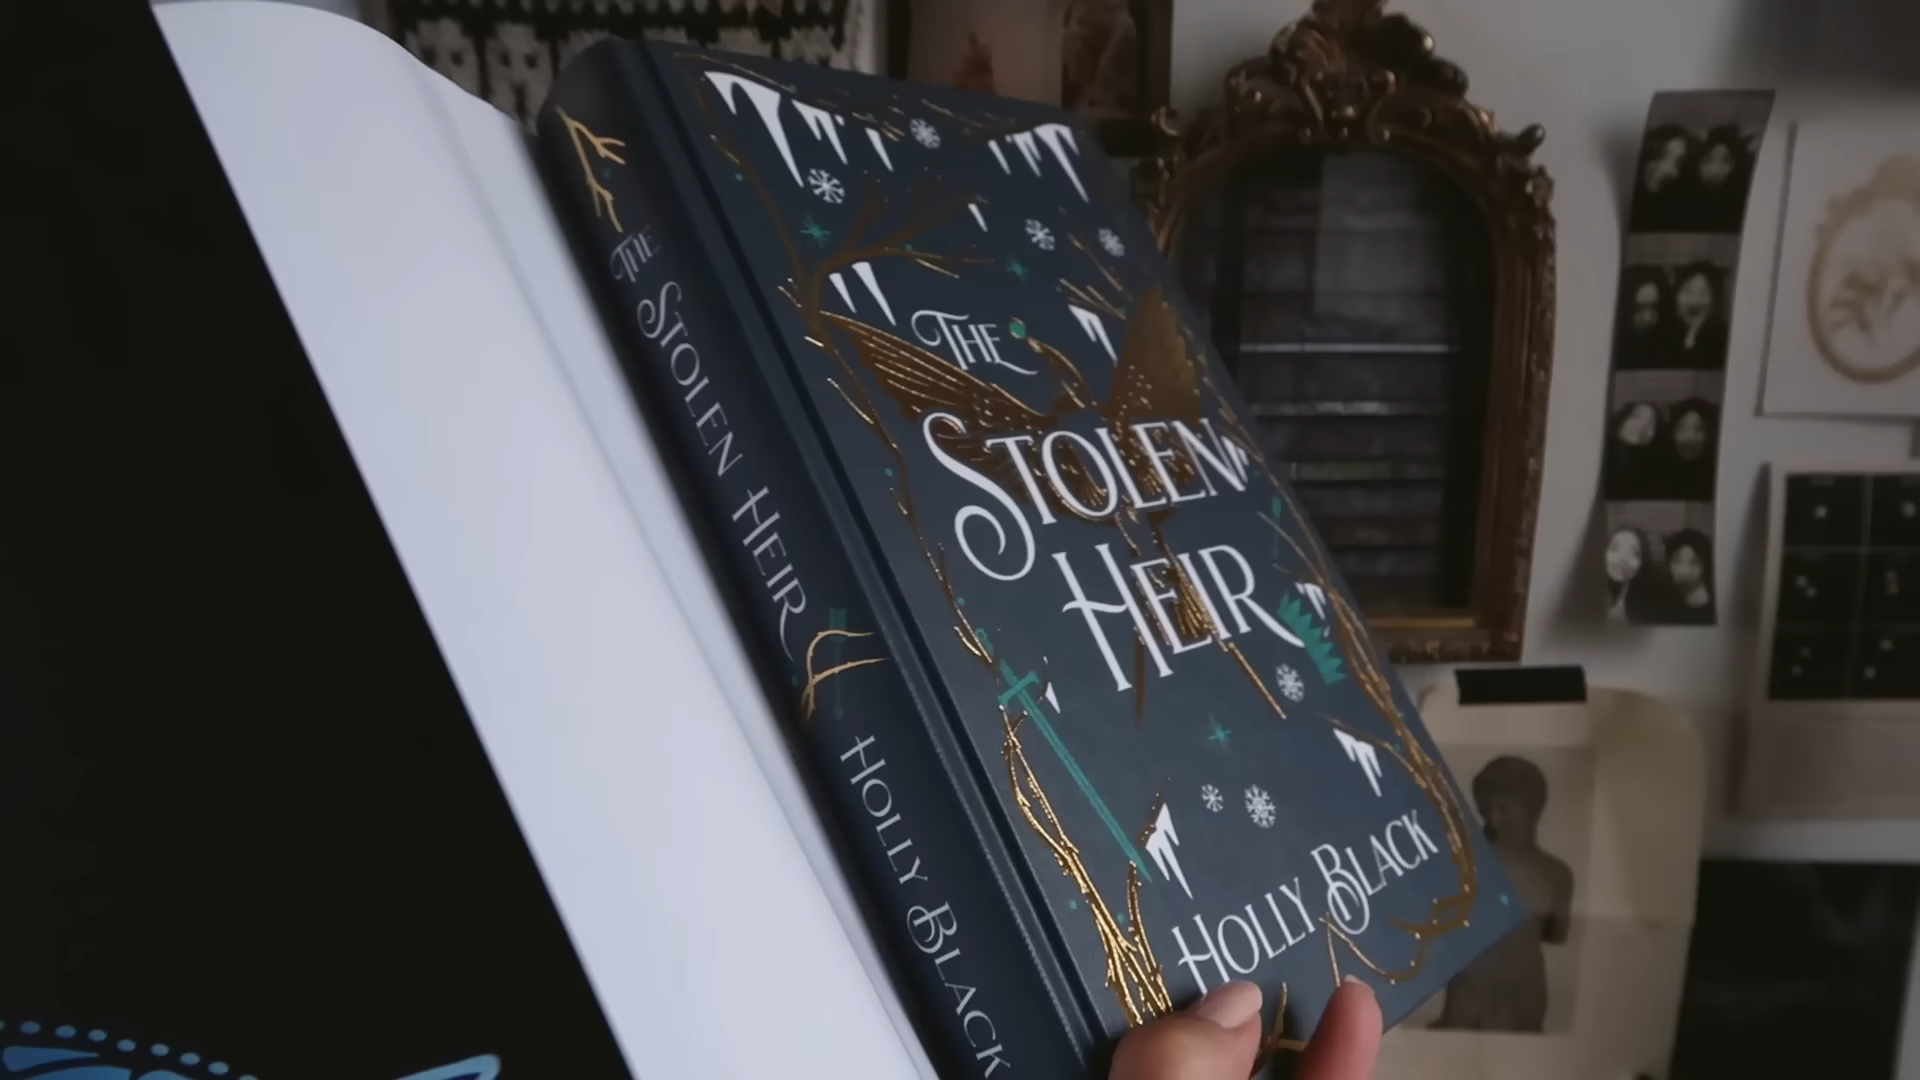 THE STOLEN HEIR
HOLLY BLACK
THE
STOLEN
HEIR
HOLLY BLACK